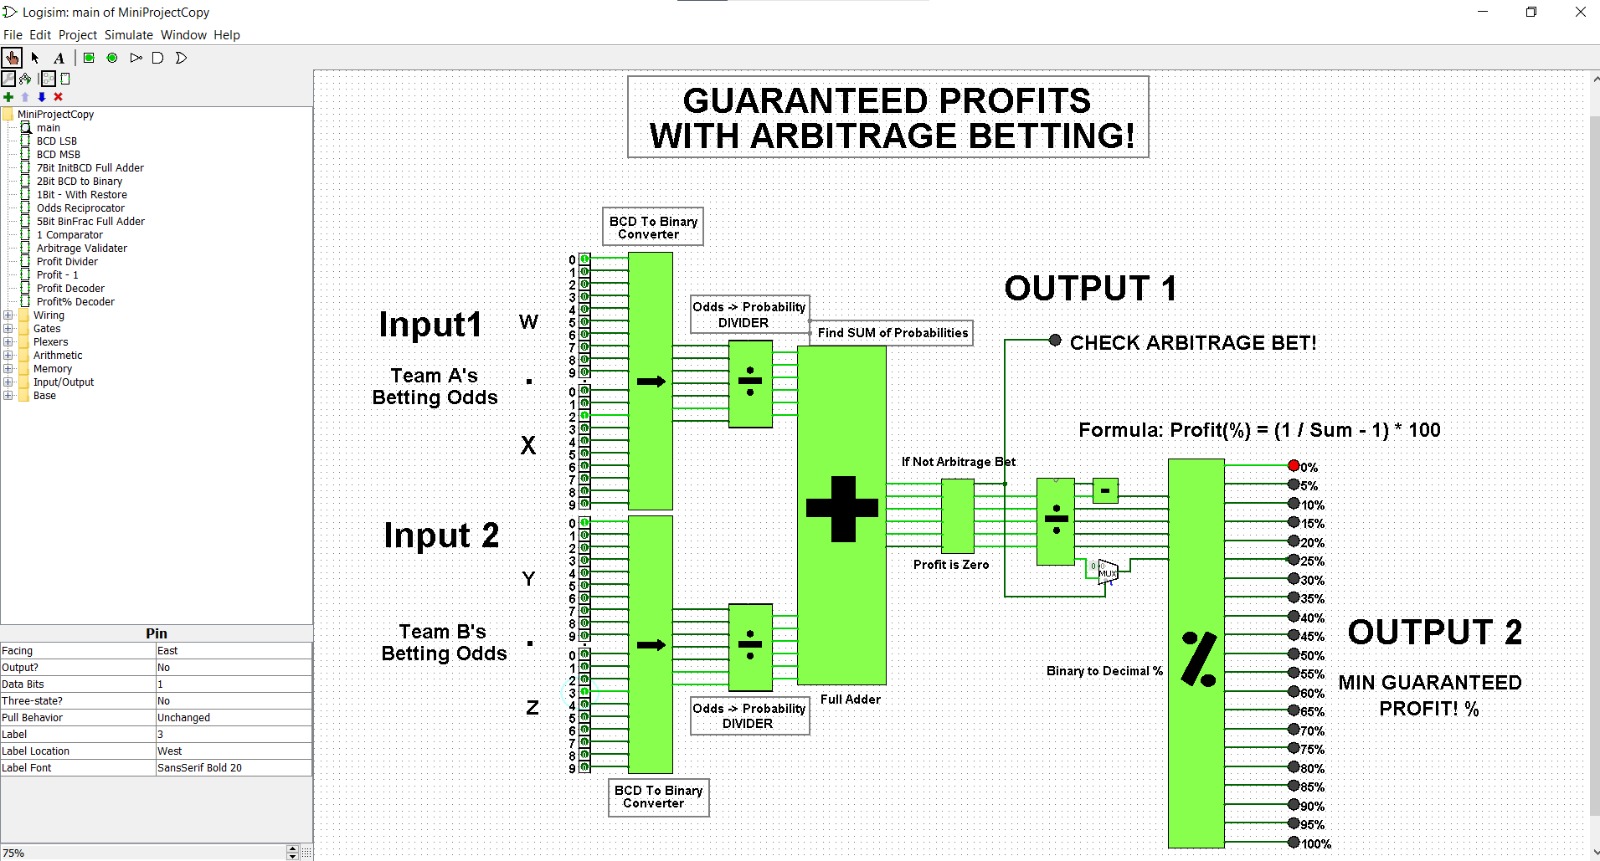 Logisim: main of MiniProjectCopy
File Edit Project Simulate Window Help
A
MiniProjectCopy
main
BCD LSB
BCD MSB
7Bit InitBCD Full Adder
2Bit BCD to Binary
1Bit - With Restore
Odds Reciprocator
5Bit BinFrac Full Adder
1 Comparator
Arbitrage Validater
Profit Divider
Profit - 1
Profit Decoder
Profit% Decoder
Wiring
Gates
Plexers
Arithmetic
Memory
Input/Output
Base
Pin
Facing East
Output? No
Data Bits 1
Three-state? No
Pull Behavior Unchanged
Label 3
Label Location West
Label Font SansSerif Bold 20
75%
GUARANTEED PROFITS
WITH ARBITRAGE BETTING!
BCD To Binary
Converter
Input1
W
Team A's
Betting Odds
.
X
0
1
2
3
4
5
6
7
8
9
.
0
1
2
3
4
5
6
7
8
9
Odds -> Probability
DIVIDER
÷
Find SUM of Probabilities
+
Full Adder
Input 2
Y
Team B's
Betting Odds
.
Z
0
1
2
3
4
5
6
7
8
9
.
0
1
2
3
4
5
6
7
8
9
÷
Odds -> Probability
DIVIDER
BCD To Binary
Converter
OUTPUT 1
CHECK ARBITRAGE BET!
Formula: Profit(%) = (1 / Sum - 1) * 100
If Not Arbitrage Bet
Profit is Zero
÷
-
MUX
Binary to Decimal %
%
0%
5%
10%
15%
20%
25%
30%
35%
40%
45%
50%
55%
60%
65%
70%
75%
80%
85%
90%
95%
100%
OUTPUT 2
MIN GUARANTEED
PROFIT! %